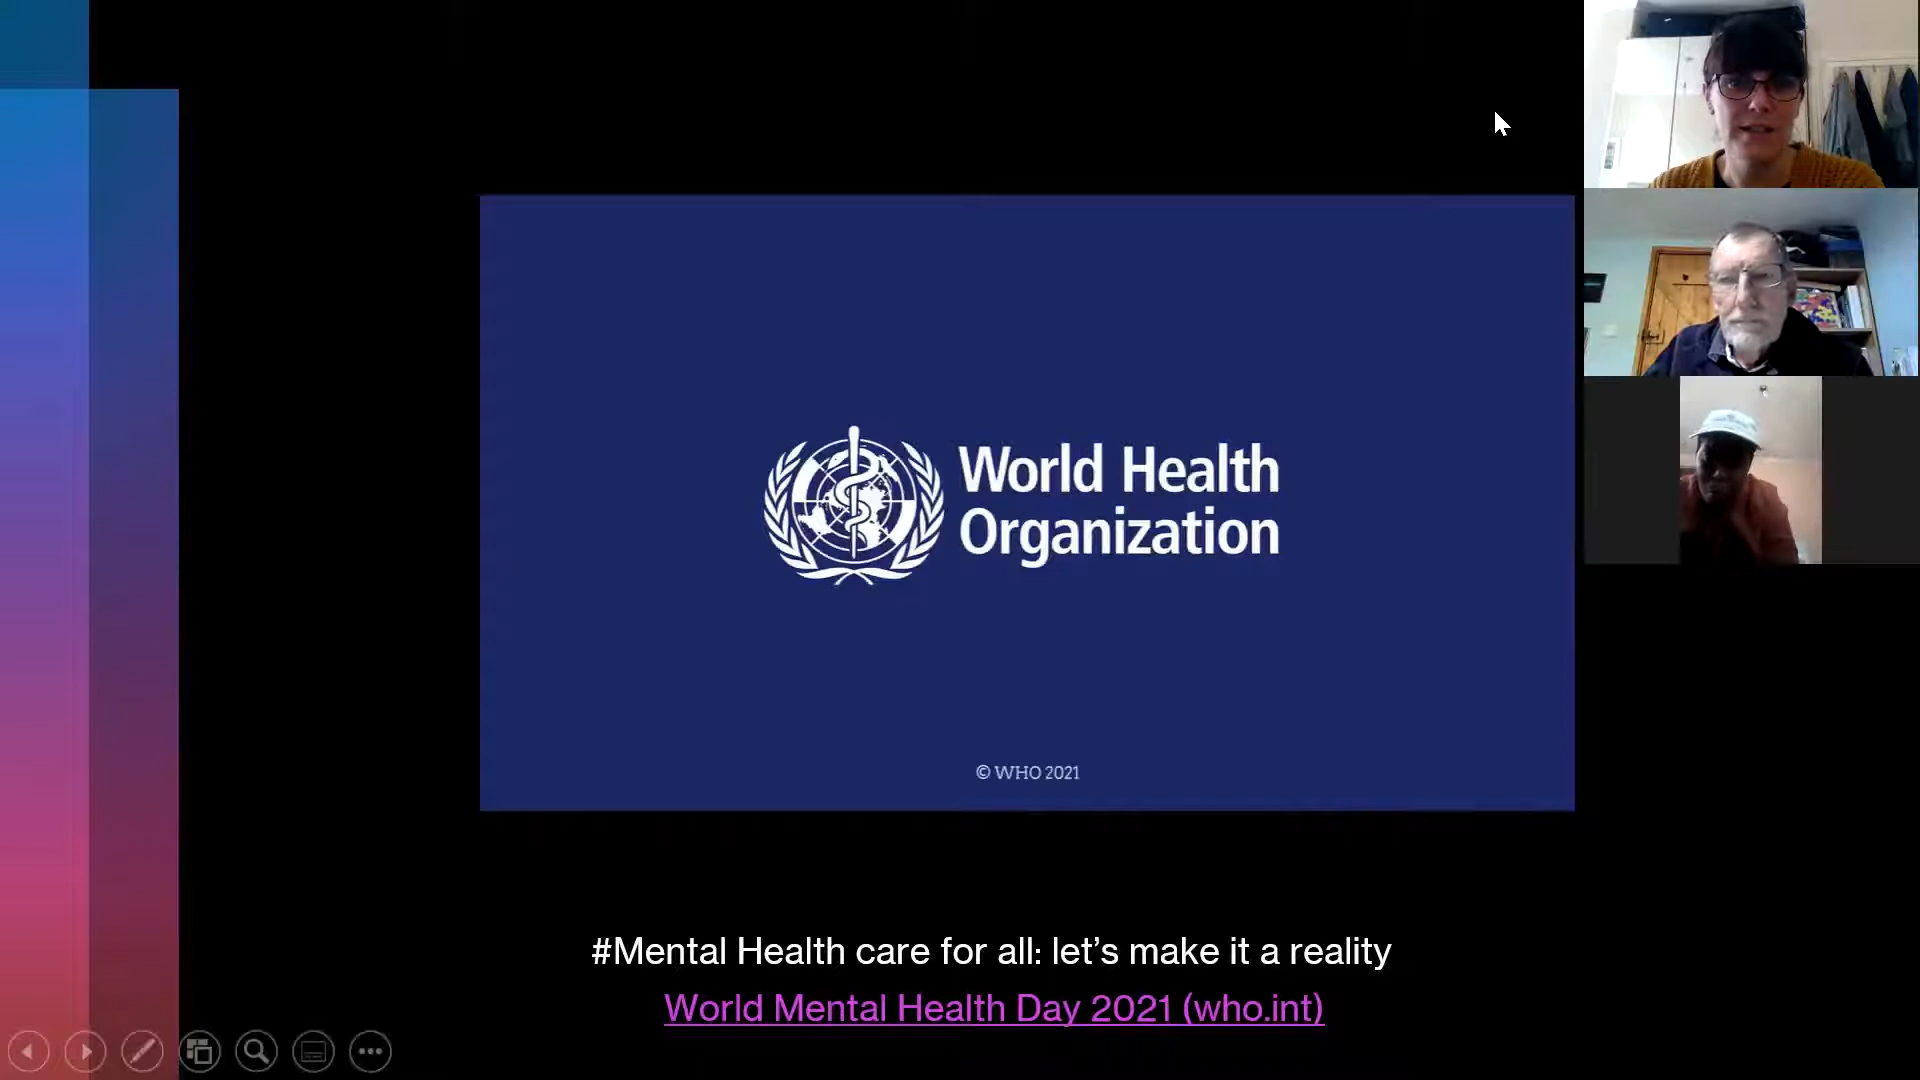 World Health
Organization
© WHO 2021
#Mental Health care for all: let’s make it a reality
World Mental Health Day 2021 (who.int)